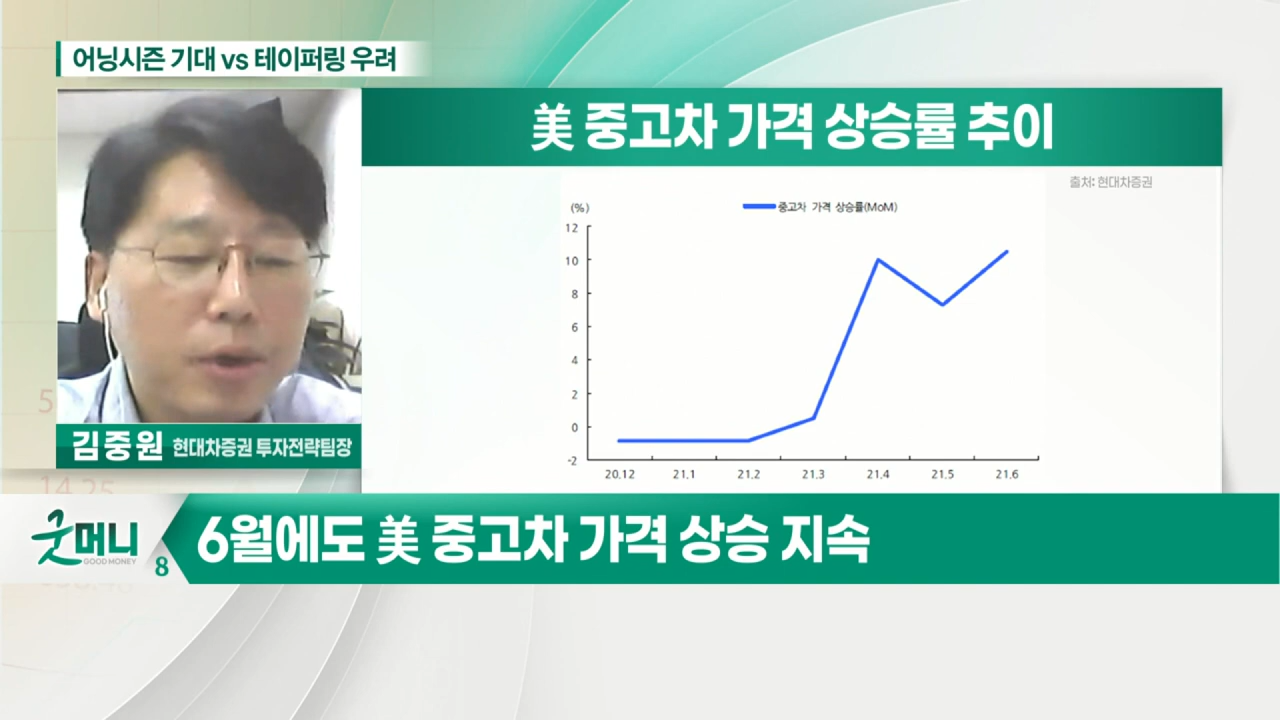 어닝시즌 기대 vs 테이퍼링 우려
美 중고차 가격 상승률 추이
출처: 현대차증권
(%)
중고차 가격 상승률(MoM)
12
10
8
6
4
2
0
-2
20.12 21.1 21.2 21.3 21.4 21.5 21.6
김중원 현대차증권 투자전략팀장
5
14.25
굿머니
GOOD MONEY
8
6월에도 美 중고차 가격 상승 지속